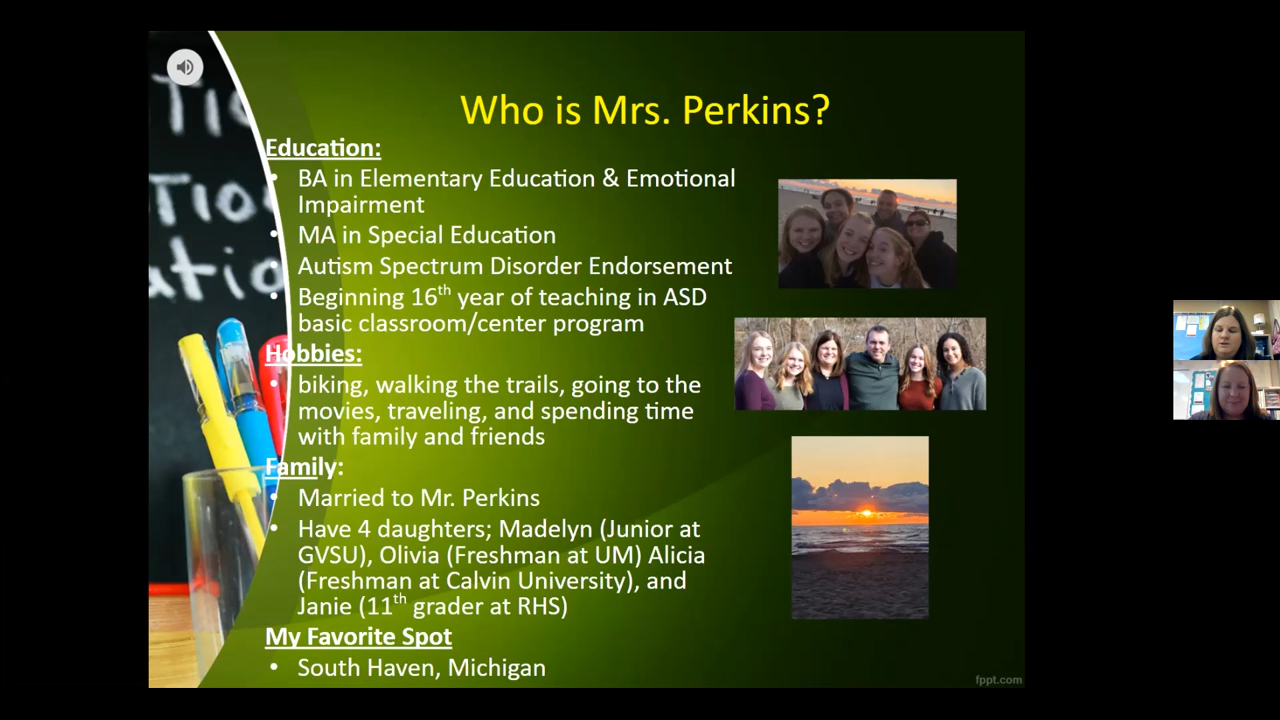 Who is Mrs. Perkins?
Education:
• BA in Elementary Education & Emotional
Impairment
• MA in Special Education
• Autism Spectrum Disorder Endorsement
• Beginning 16th year of teaching in ASD
basic classroom/center program
Hobbies:
• biking, walking the trails, going to the
movies, traveling, and spending time
with family and friends
Family:
• Married to Mr. Perkins
• Have 4 daughters; Madelyn (Junior at
GVSU), Olivia (Freshman at UM) Alicia
(Freshman at Calvin University), and
Janie (11th grader at RHS)
My Favorite Spot
• South Haven, Michigan
fppt.com